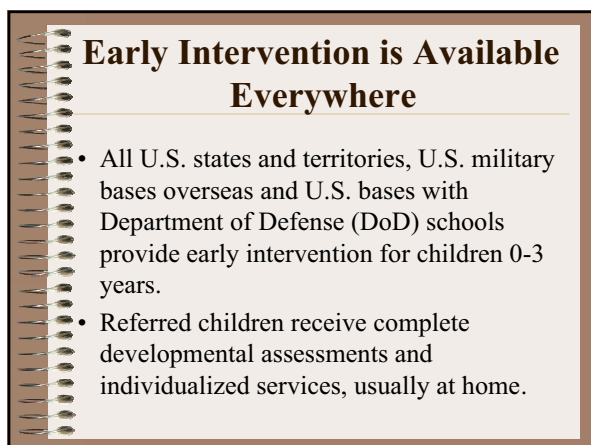 Early Intervention is Available
Everywhere
• All U.S. states and territories, U.S. military
bases overseas and U.S. bases with
Department of Defense (DoD) schools
provide early intervention for children 0-3
years.
• Referred children receive complete
developmental assessments and
individualized services, usually at home.